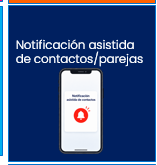 Notificación asistida
de contactos/parejas
Notificación
asistida de contactos